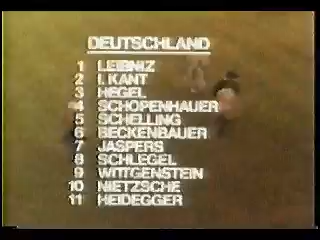 DEUTSCHLAND
1 LEIBNIZ
2 I. KANT
3 HEGEL
4 SCHOPENHAUER
5 SCHELLING
6 BECKENBAUER
7 JASPERS
8 SCHLEGEL
9 WITTGENSTEIN
10 NIETZSCHE
11 HEIDEGGER